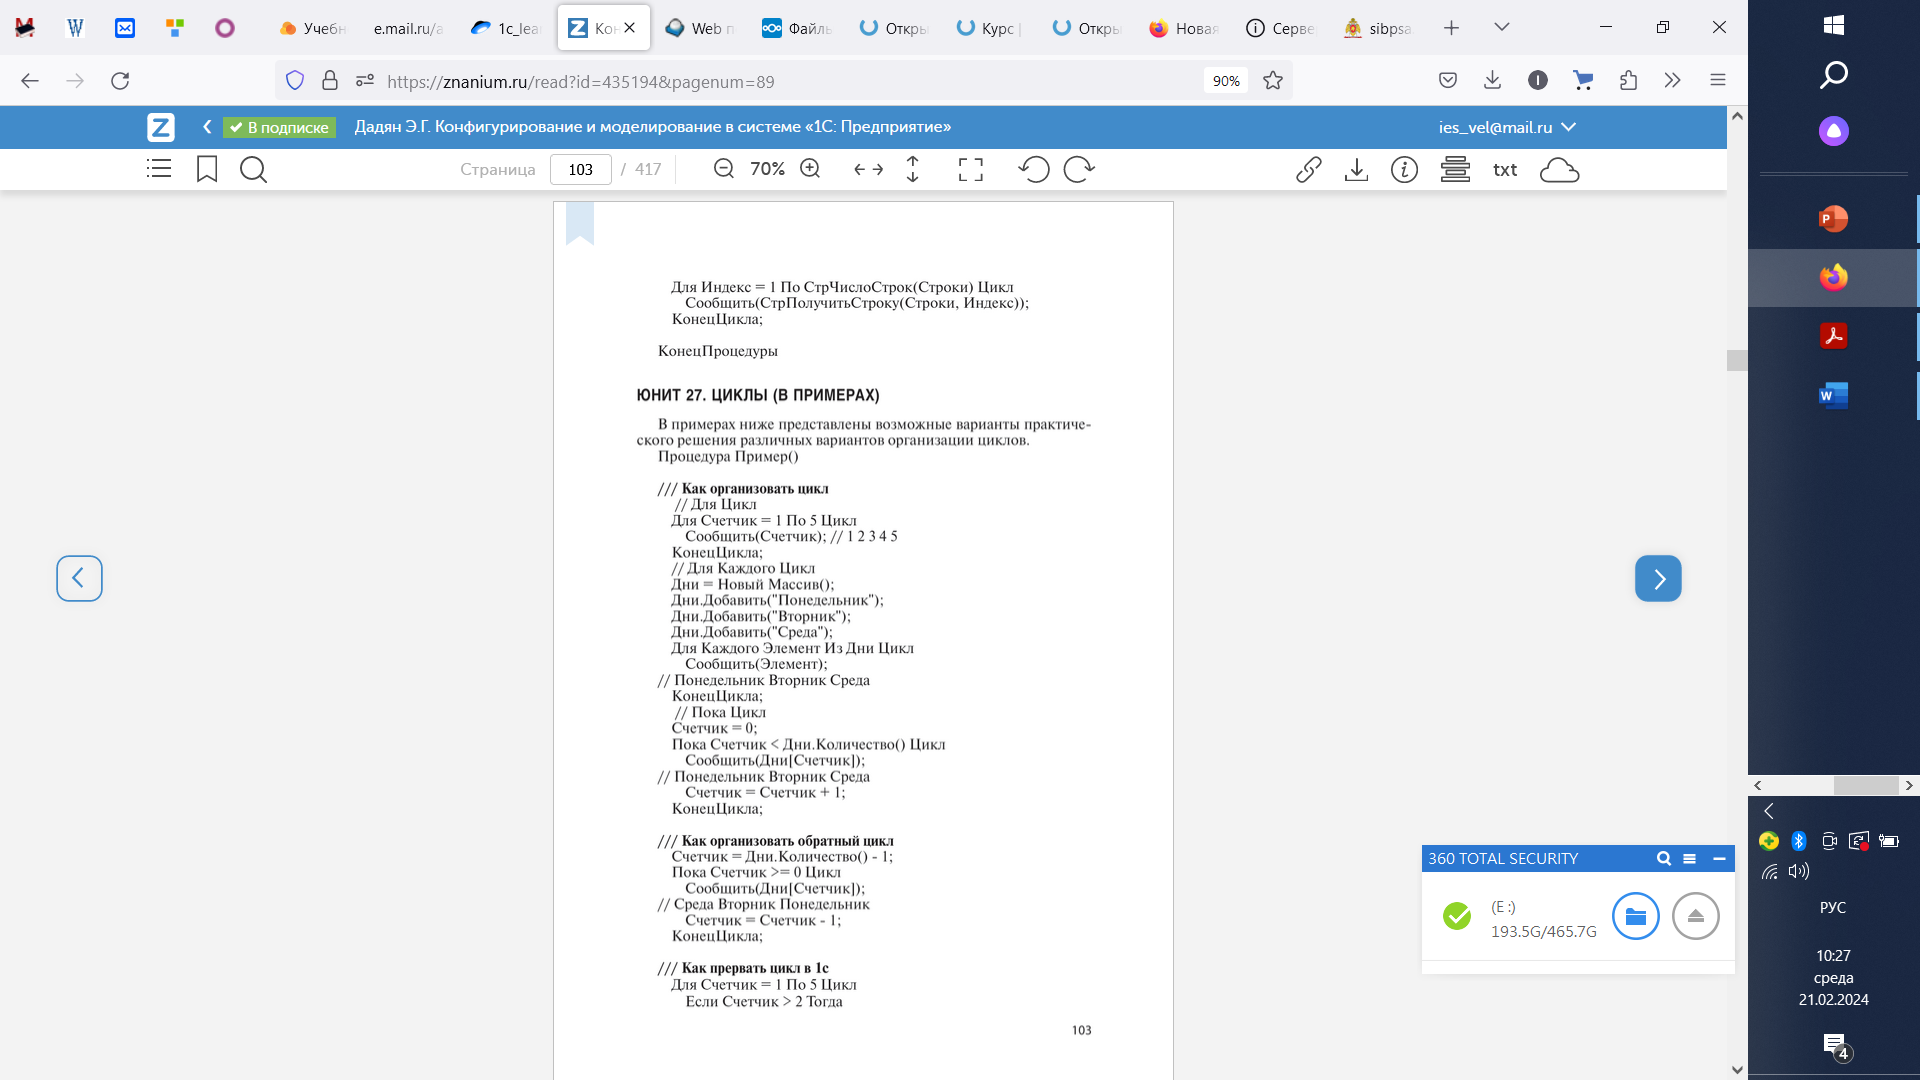 Учебн
e.mail.ru/а
1c_lear
Кон
Web п
Файль
Откры
Курс |
Откры
Новая
Серве
sibpsa.
https://znanium.ru/read?id=435194&pagenum=89
90%
В подписке
Дадян Э.Г. Конфигурирование и моделирование в системе «1С: Предприятие»
ies_vel@mail.ru
Страница 103 / 417
70%
txt
Для Индекс = 1 По СтрЧислоСтрок(Строки) Цикл
Сообщить(СтрПолучитьСтроку(Строки, Индекс));
КонецЦикла;
КонецПроцедуры
ЮНИТ 27. ЦИКЛЫ (В ПРИМЕРАХ)
В примерах ниже представлены возможные варианты практиче-
ского решения различных вариантов организации циклов.
Процедура Пример()
/// Как организовать цикл
// Для Цикл
Для Счетчик = 1 По 5 Цикл
Сообщить(Счетчик); // 1 2 3 4 5
КонецЦикла;
// Для Каждого Цикл
Дни = Новый Массив();
Дни.Добавить("Понедельник");
Дни.Добавить("Вторник");
Дни.Добавить("Среда");
Для Каждого Элемент Из Дни Цикл
Сообщить(Элемент);
// Понедельник Вторник Среда
КонецЦикла;
// Пока Цикл
Счетчик = 0;
Пока Счетчик < Дни.Количество() Цикл
Сообщить(Дни[Счетчик]);
// Понедельник Вторник Среда
Счетчик = Счетчик + 1;
КонецЦикла;
/// Как организовать обратный цикл
Счетчик = Дни.Количество() - 1;
Пока Счетчик >= 0 Цикл
Сообщить(Дни[Счетчик]);
// Среда Вторник Понедельник
Счетчик = Счетчик - 1;
КонецЦикла;
/// Как прервать цикл в 1с
Для Счетчик = 1 По 5 Цикл
Если Счетчик > 2 Тогда
103
360 TOTAL SECURITY
(E :)
193.5G/465.7G
РУС
10:27
среда
21.02.2024
4